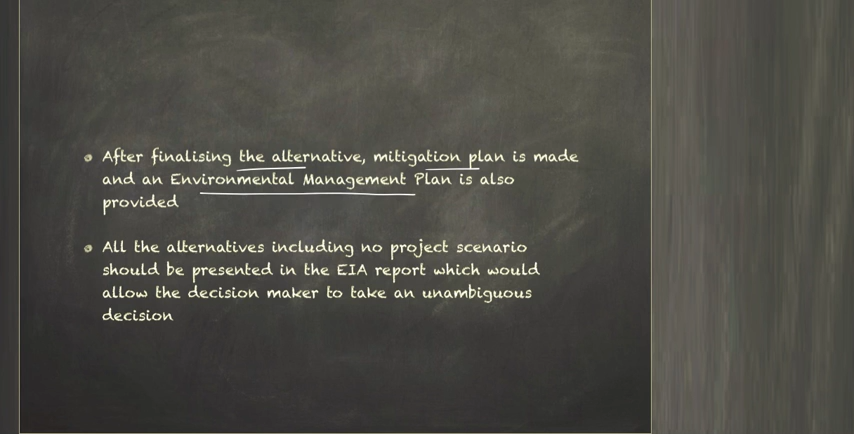 After finalising the alternative, mitigation plan is made
and an Environmental Management Plan is also
provided
All the alternatives including no project scenario
should be presented in the EIA report which would
allow the decision maker to take an unambiguous
decision